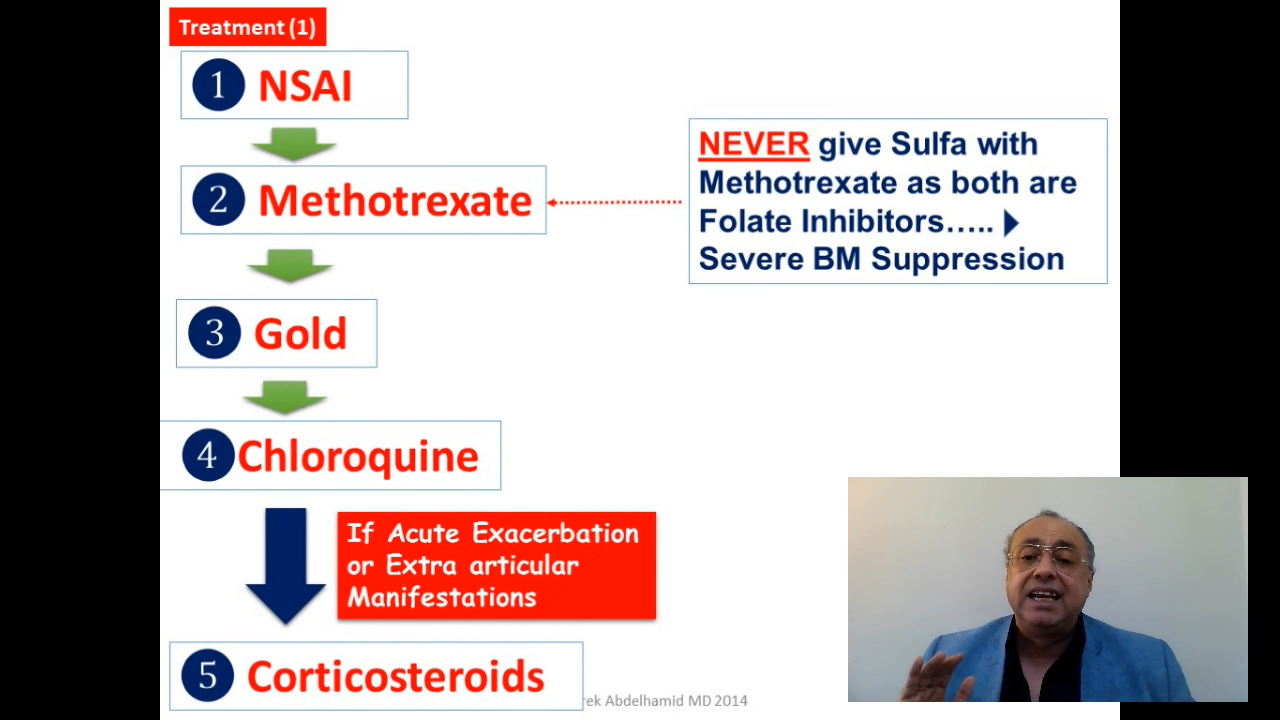 Treatment (1)
1 NSAI
2 Methotrexate
NEVER give Sulfa with
Methotrexate as both are
Folate Inhibitors…..
Severe BM Suppression
3 Gold
4 Chloroquine
If Acute Exacerbation
or Extra articular
Manifestations
5 Corticosteroids
Abdelhamid MD 2014